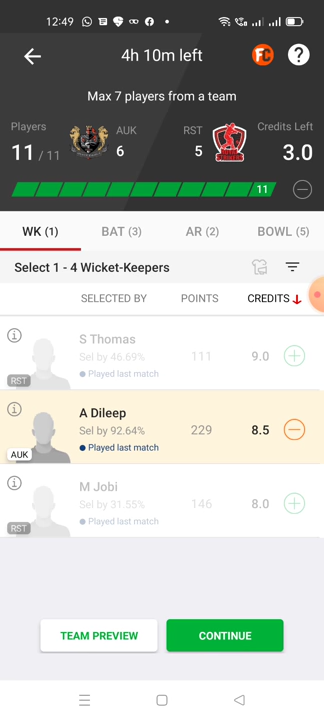 12:49
4h 10m left
FC
?
Max 7 players from a team
Players
AUK
RST
Credits Left
11 / 11
6
5
3.0
11
WK (1)
BAT (3)
AR (2)
BOWL (5)
Select 1 - 4 Wicket-Keepers
SELECTED BY
POINTS
CREDITS ↓
S Thomas
Sel by 46.69%
111
9.0
Played last match
RST
A Dileep
Sel by 92.64%
229
8.5
Played last match
AUK
M Jobi
Sel by 31.55%
146
8.0
Played last match
RST
TEAM PREVIEW
CONTINUE